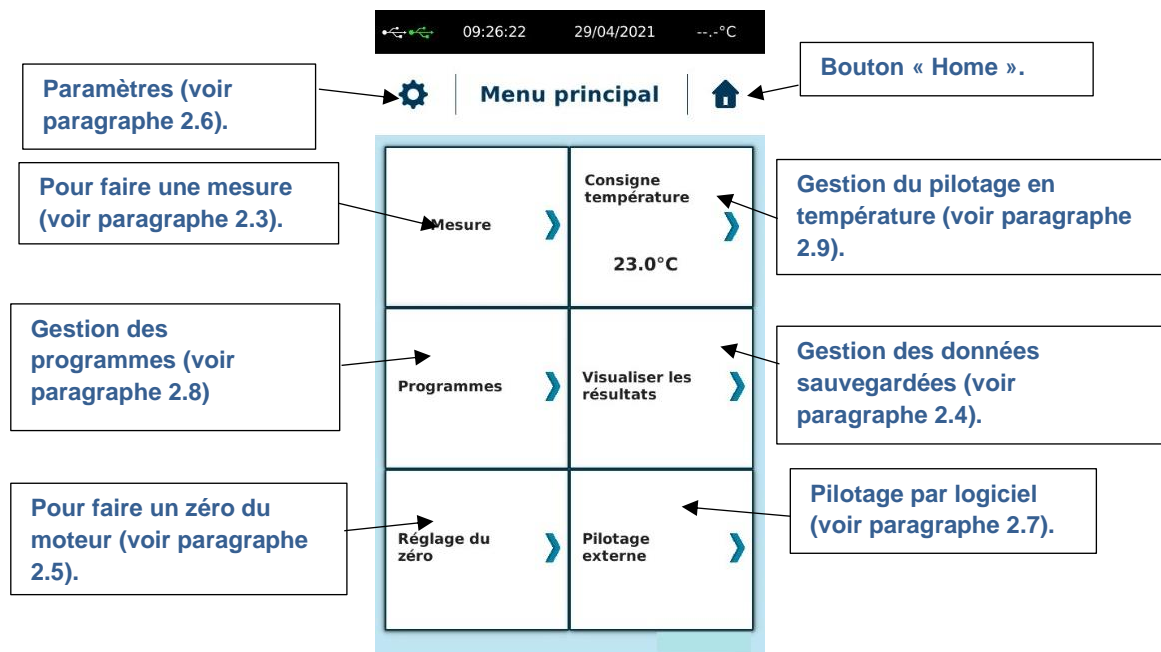 09:26:22 29/04/2021 --.-°C
Menu principal
Paramètres (voir
paragraphe 2.6).
Bouton « Home ».
Pour faire une mesure
(voir paragraphe 2.3).
Mesure
Consigne
température
23.0°C
Gestion du pilotage en
température (voir paragraphe
2.9).
Gestion des
programmes (voir
paragraphe 2.8)
Programmes
Visualiser les
résultats
Gestion des données
sauvegardées (voir
paragraphe 2.4).
Pour faire un zéro du
moteur (voir paragraphe
2.5).
Réglage du
zéro
Pilotage
externe
Pilotage par logiciel
(voir paragraphe 2.7).